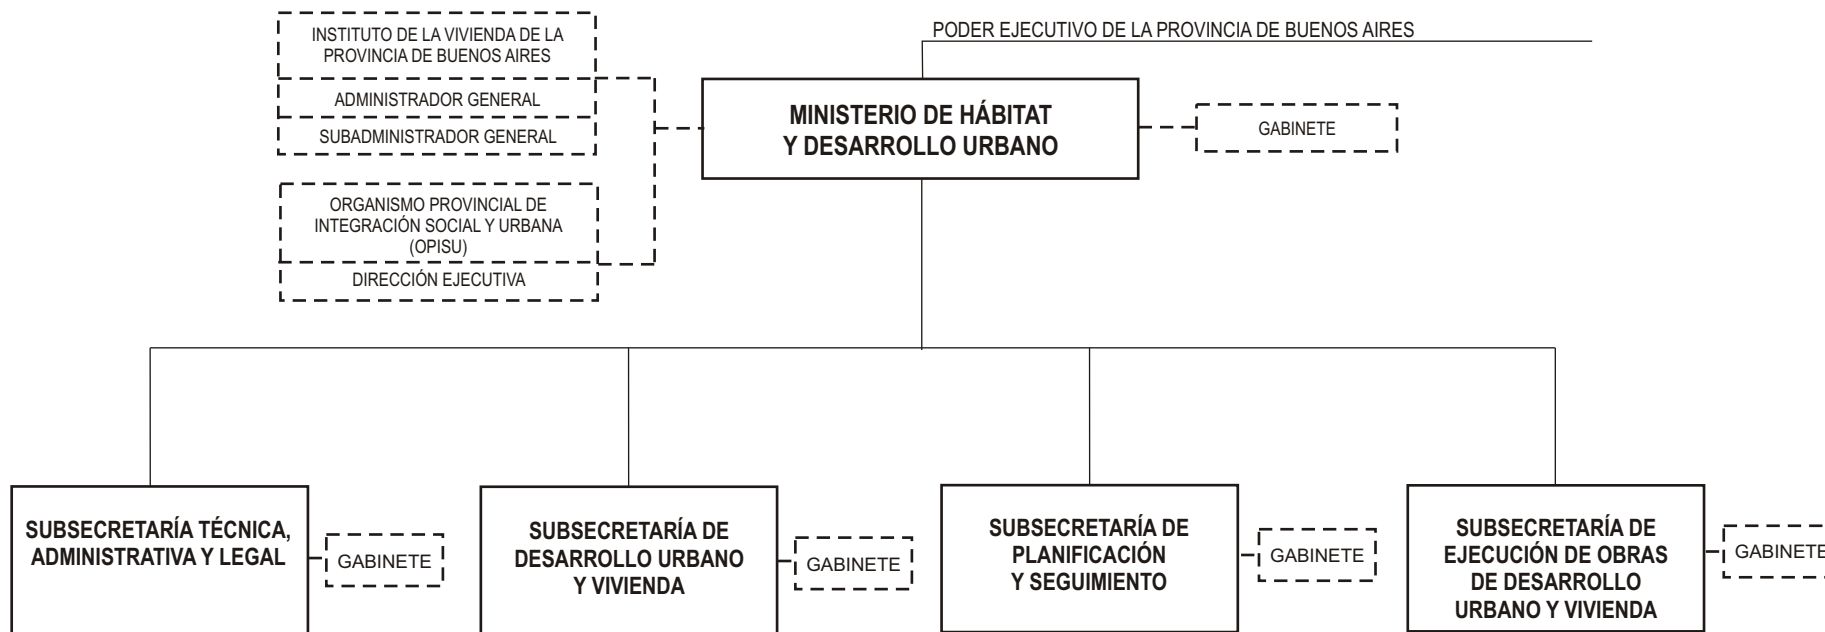 PODER EJECUTIVO DE LA PROVINCIA DE BUENOS AIRES
INSTITUTO DE LA VIVIENDA DE LA
PROVINCIA DE BUENOS AIRES
ADMINISTRADOR GENERAL
SUBADMINISTRADOR GENERAL
MINISTERIO DE HÁBITAT
Y DESARROLLO URBANO
GABINETE
ORGANISMO PROVINCIAL DE
INTEGRACIÓN SOCIAL Y URBANA
(OPISU)
DIRECCIÓN EJECUTIVA
SUBSECRETARÍA TÉCNICA,
ADMINISTRATIVA Y LEGAL
GABINETE
SUBSECRETARÍA DE
DESARROLLO URBANO
Y VIVIENDA
GABINETE
SUBSECRETARÍA DE
PLANIFICACIÓN
Y SEGUIMIENTO
GABINETE
SUBSECRETARÍA DE
EJECUCIÓN DE OBRAS
DE DESARROLLO
URBANO Y VIVIENDA
GABINETE